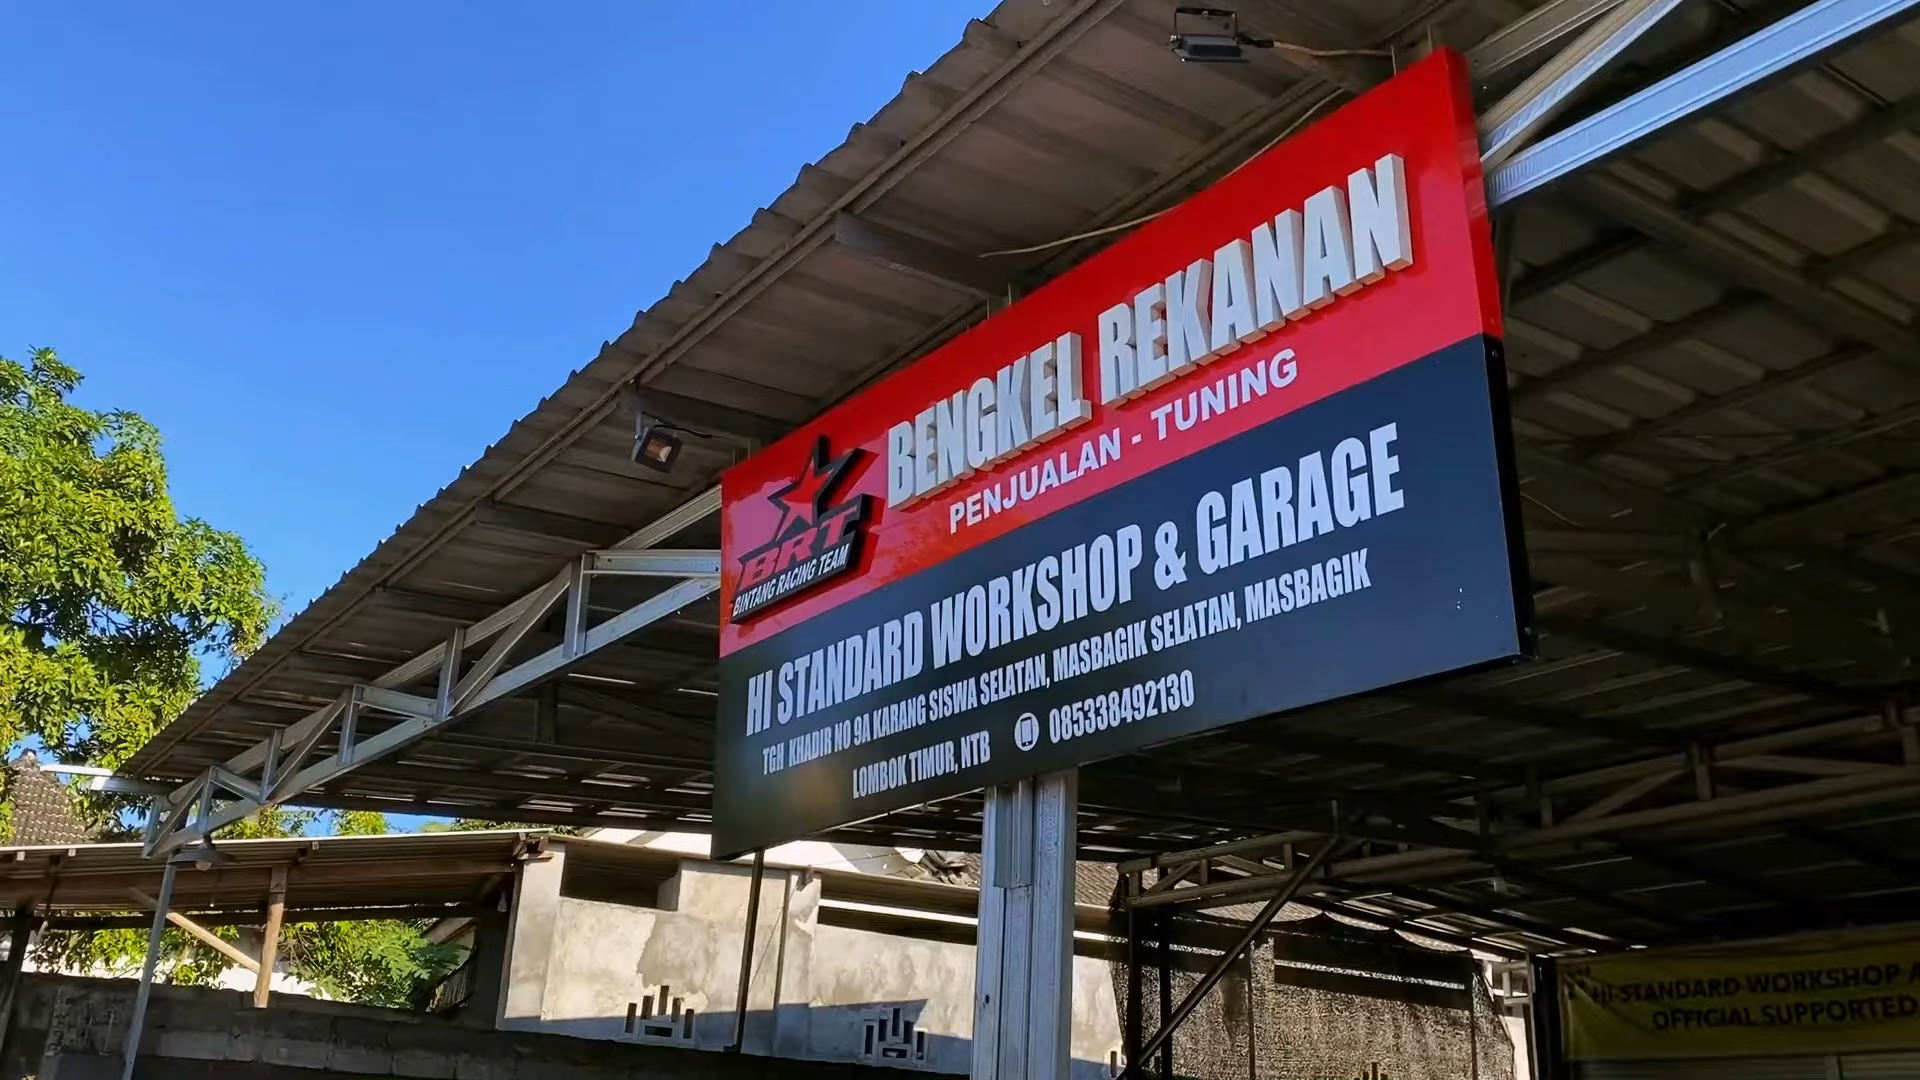 BENGKEL REKANAN
PENJUALAN - TUNING
BRT
BINTANG RACING TEAM
HI STANDARD WORKSHOP & GARAGE
TGH KHADIR NO 9A KARANG SISWA SELATAN, MASBAGIK SELATAN, MASBAGIK
LOMBOK TIMUR, NTB 085338492130
HI-STANDARD WORKSHOP
OFFICIAL SUPPORTED